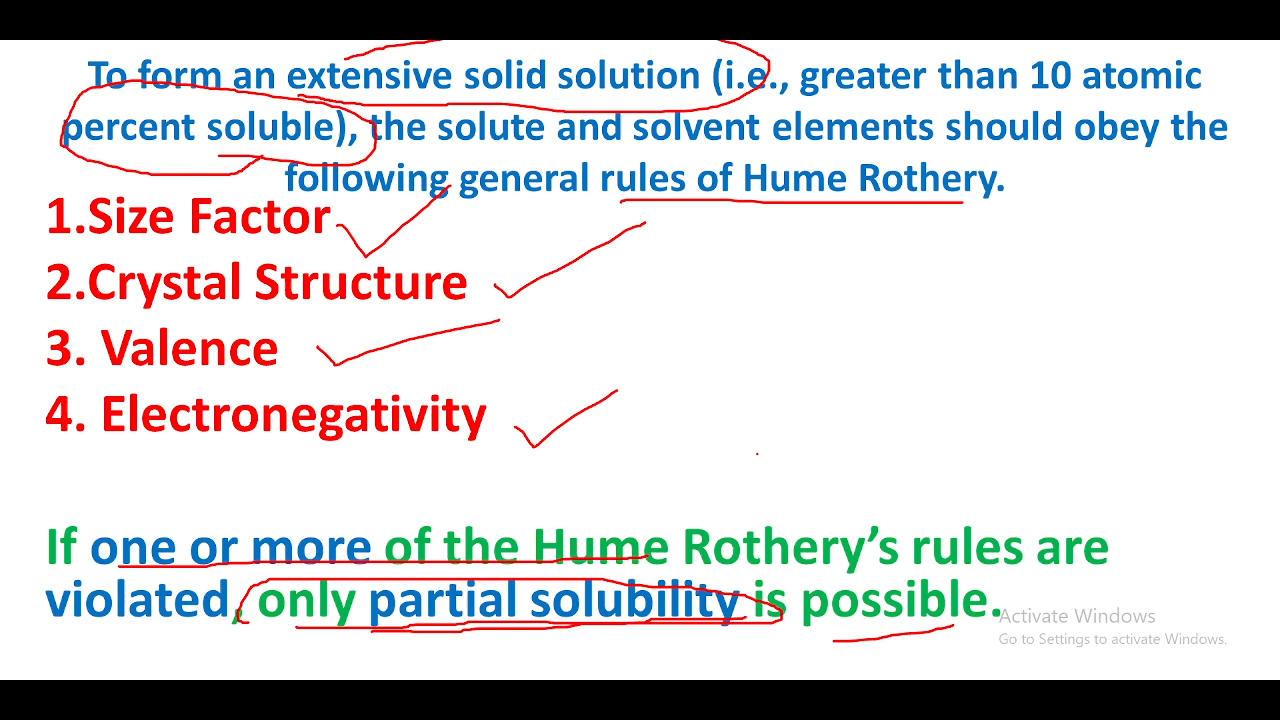 To form an extensive solid solution (i.e., greater than 10 atomic
percent soluble), the solute and solvent elements should obey the
following general rules of Hume Rothery.
1.Size Factor
2.Crystal Structure
3. Valence
4. Electronegativity
If one or more of the Hume Rothery’s rules are
violated, only partial solubility is possible.
Activate Windows
Go to Settings to activate Windows.